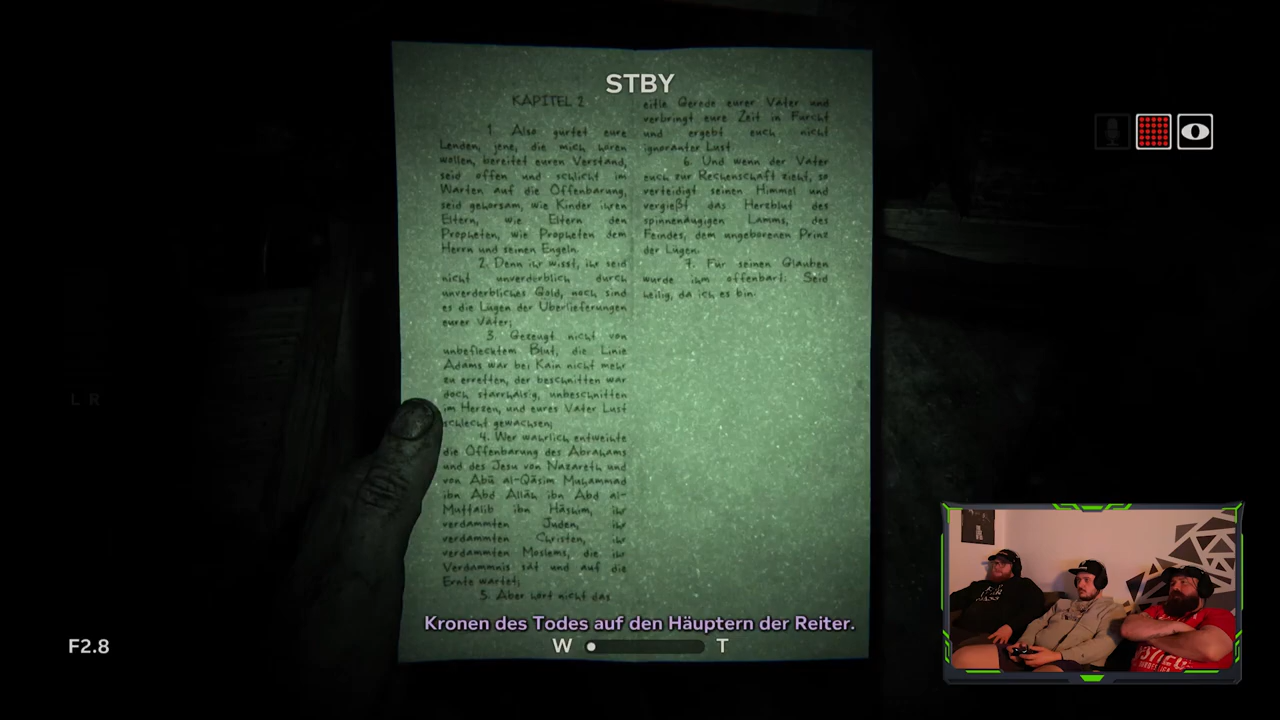 STBY
KAPITEL 2
1. Also gürtet eure
Lenden, jene, die mich hören
wollen, bereitet euren Verstand,
seid offen und schlicht im
Warten auf die Offenbarung,
seid gehorsam, wie Kinder ihren
Eltern, wie Eltern den
Propheten, wie Propheten dem
Herrn und seinen Engeln.
2. Denn ihr wisst, ihr seid
nicht unverderblich durch
unverderbliches Gold, noch sind
es die Lügen der Überlieferungen
eurer Väter;
3. Gezeugt nicht von
unbeflecktem Blut, die Linie
Adams war bei Kain nicht mehr
zu erretten, der beschnitten war
doch starrhalsig, unbeschnitten
im Herzen, und eures Vater Lust
schlecht gewachsen;
4. Wer wahrlich entweihte
die Offenbarung des Abrahams
und des Jesu von Nazareth und
von Abū al-Qāsim Muḥammad
ibn Abd Allāh ibn Abd al-
Muṭṭalib ibn Hāshim, ihr
verdammten Juden, ihr
verdammten Christen, ihr
verdammten Moslems, die ihr
Verdammnis sät und auf die
Ernte wartet;
5. Aber hört nicht das
eitle Gerede eurer Väter und
verbringt eure Zeit in Furcht
und ergebt euch nicht
ignoranter Lust.
6. Und wenn der Vater
euch zur Rechenschaft zieht, so
verteidigt seinen Himmel und
vergießt das Herzblut des
spinnenäugigen Lamms, des
Feindes, dem ungeborenen Prinz
der Lügen.
7. Für seinen Glauben
wurde ihm offenbart: Seid
heilig, da ich es bin.
L R
Kronen des Todes auf den Häuptern der Reiter.
F2.8
W T